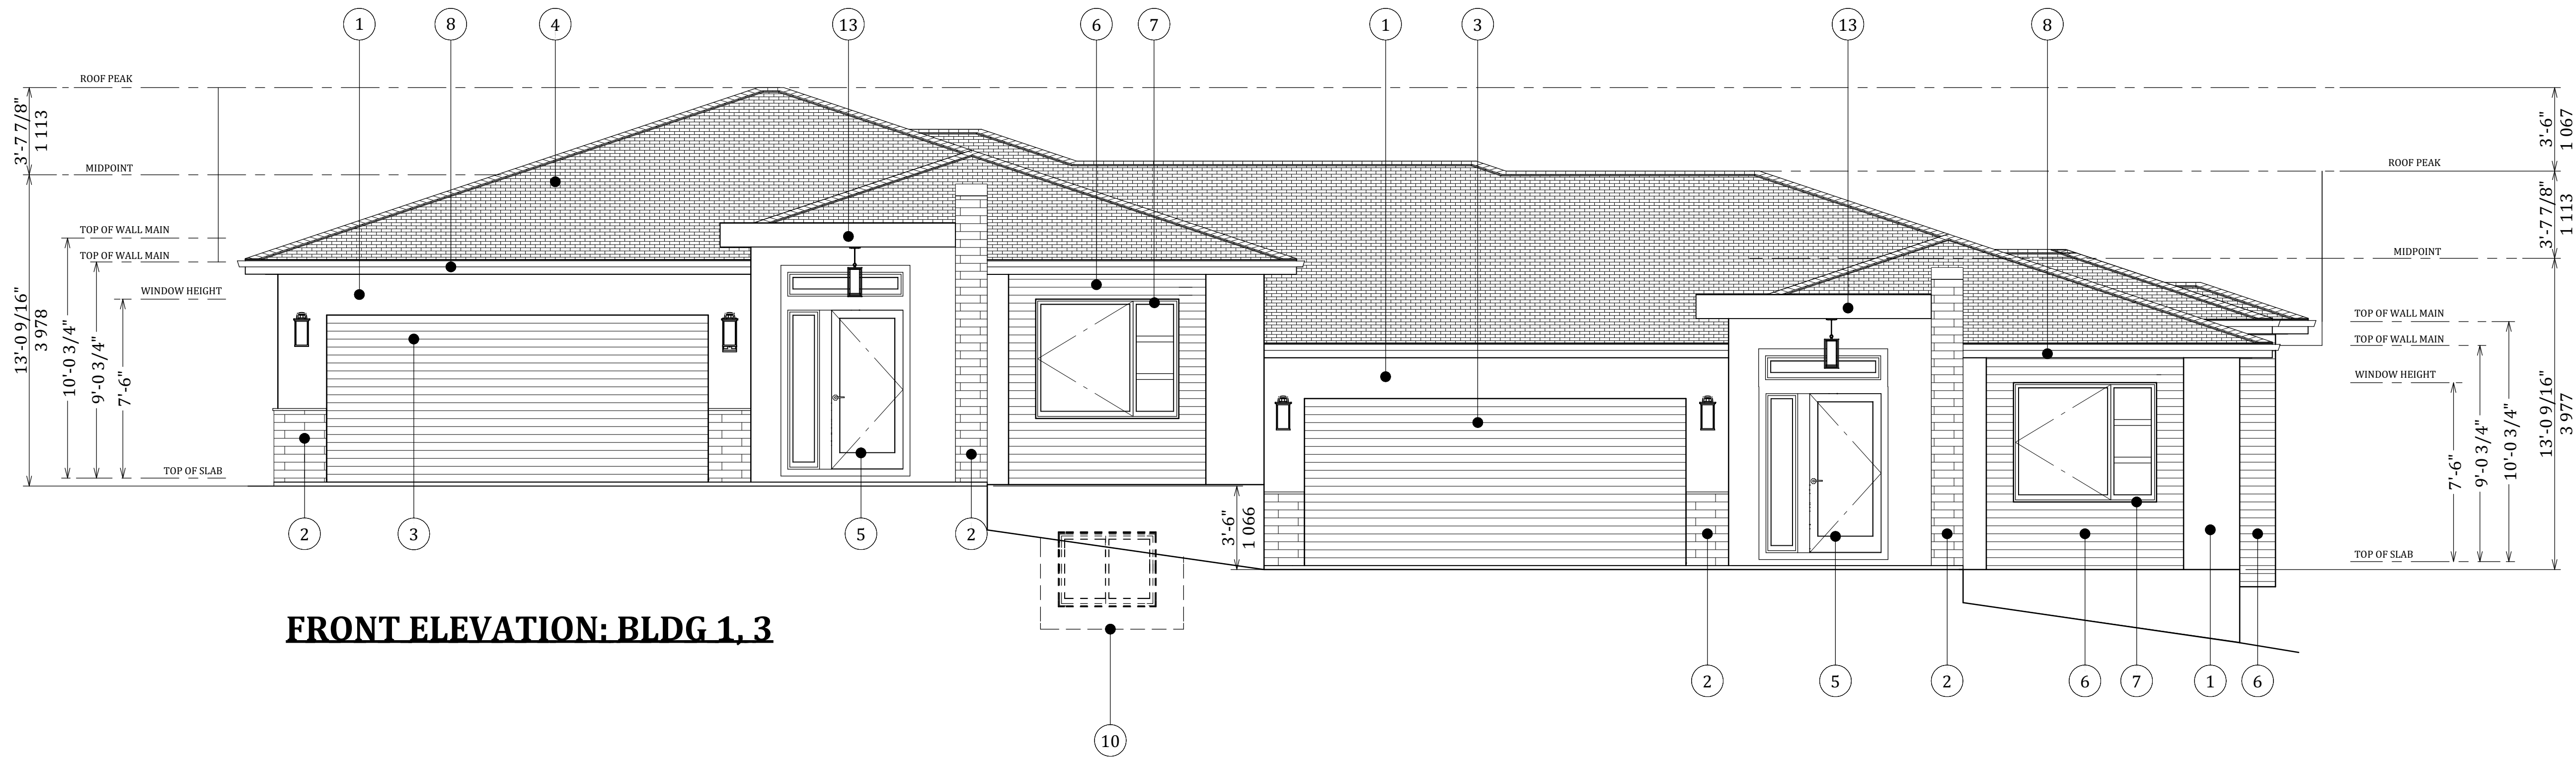 1 8 4 13 6 7 1 3 13 8
ROOF PEAK
3'-7 7/8"
1 113
MIDPOINT
TOP OF WALL MAIN
TOP OF WALL MAIN
WINDOW HEIGHT
13'-0 9/16"
3 978
10'-0 3/4"
9'-0 3/4"
7'-6"
TOP OF SLAB
3'-6"
1 067
ROOF PEAK
3'-7 7/8"
1 113
MIDPOINT
TOP OF WALL MAIN
TOP OF WALL MAIN
WINDOW HEIGHT
7'-6"
9'-0 3/4"
10'-0 3/4"
13'-0 9/16"
3 977
TOP OF SLAB
3'-6"
1 066
2 3 5 2
FRONT ELEVATION: BLDG 1, 3
2 5 2 6 7 1 6
10